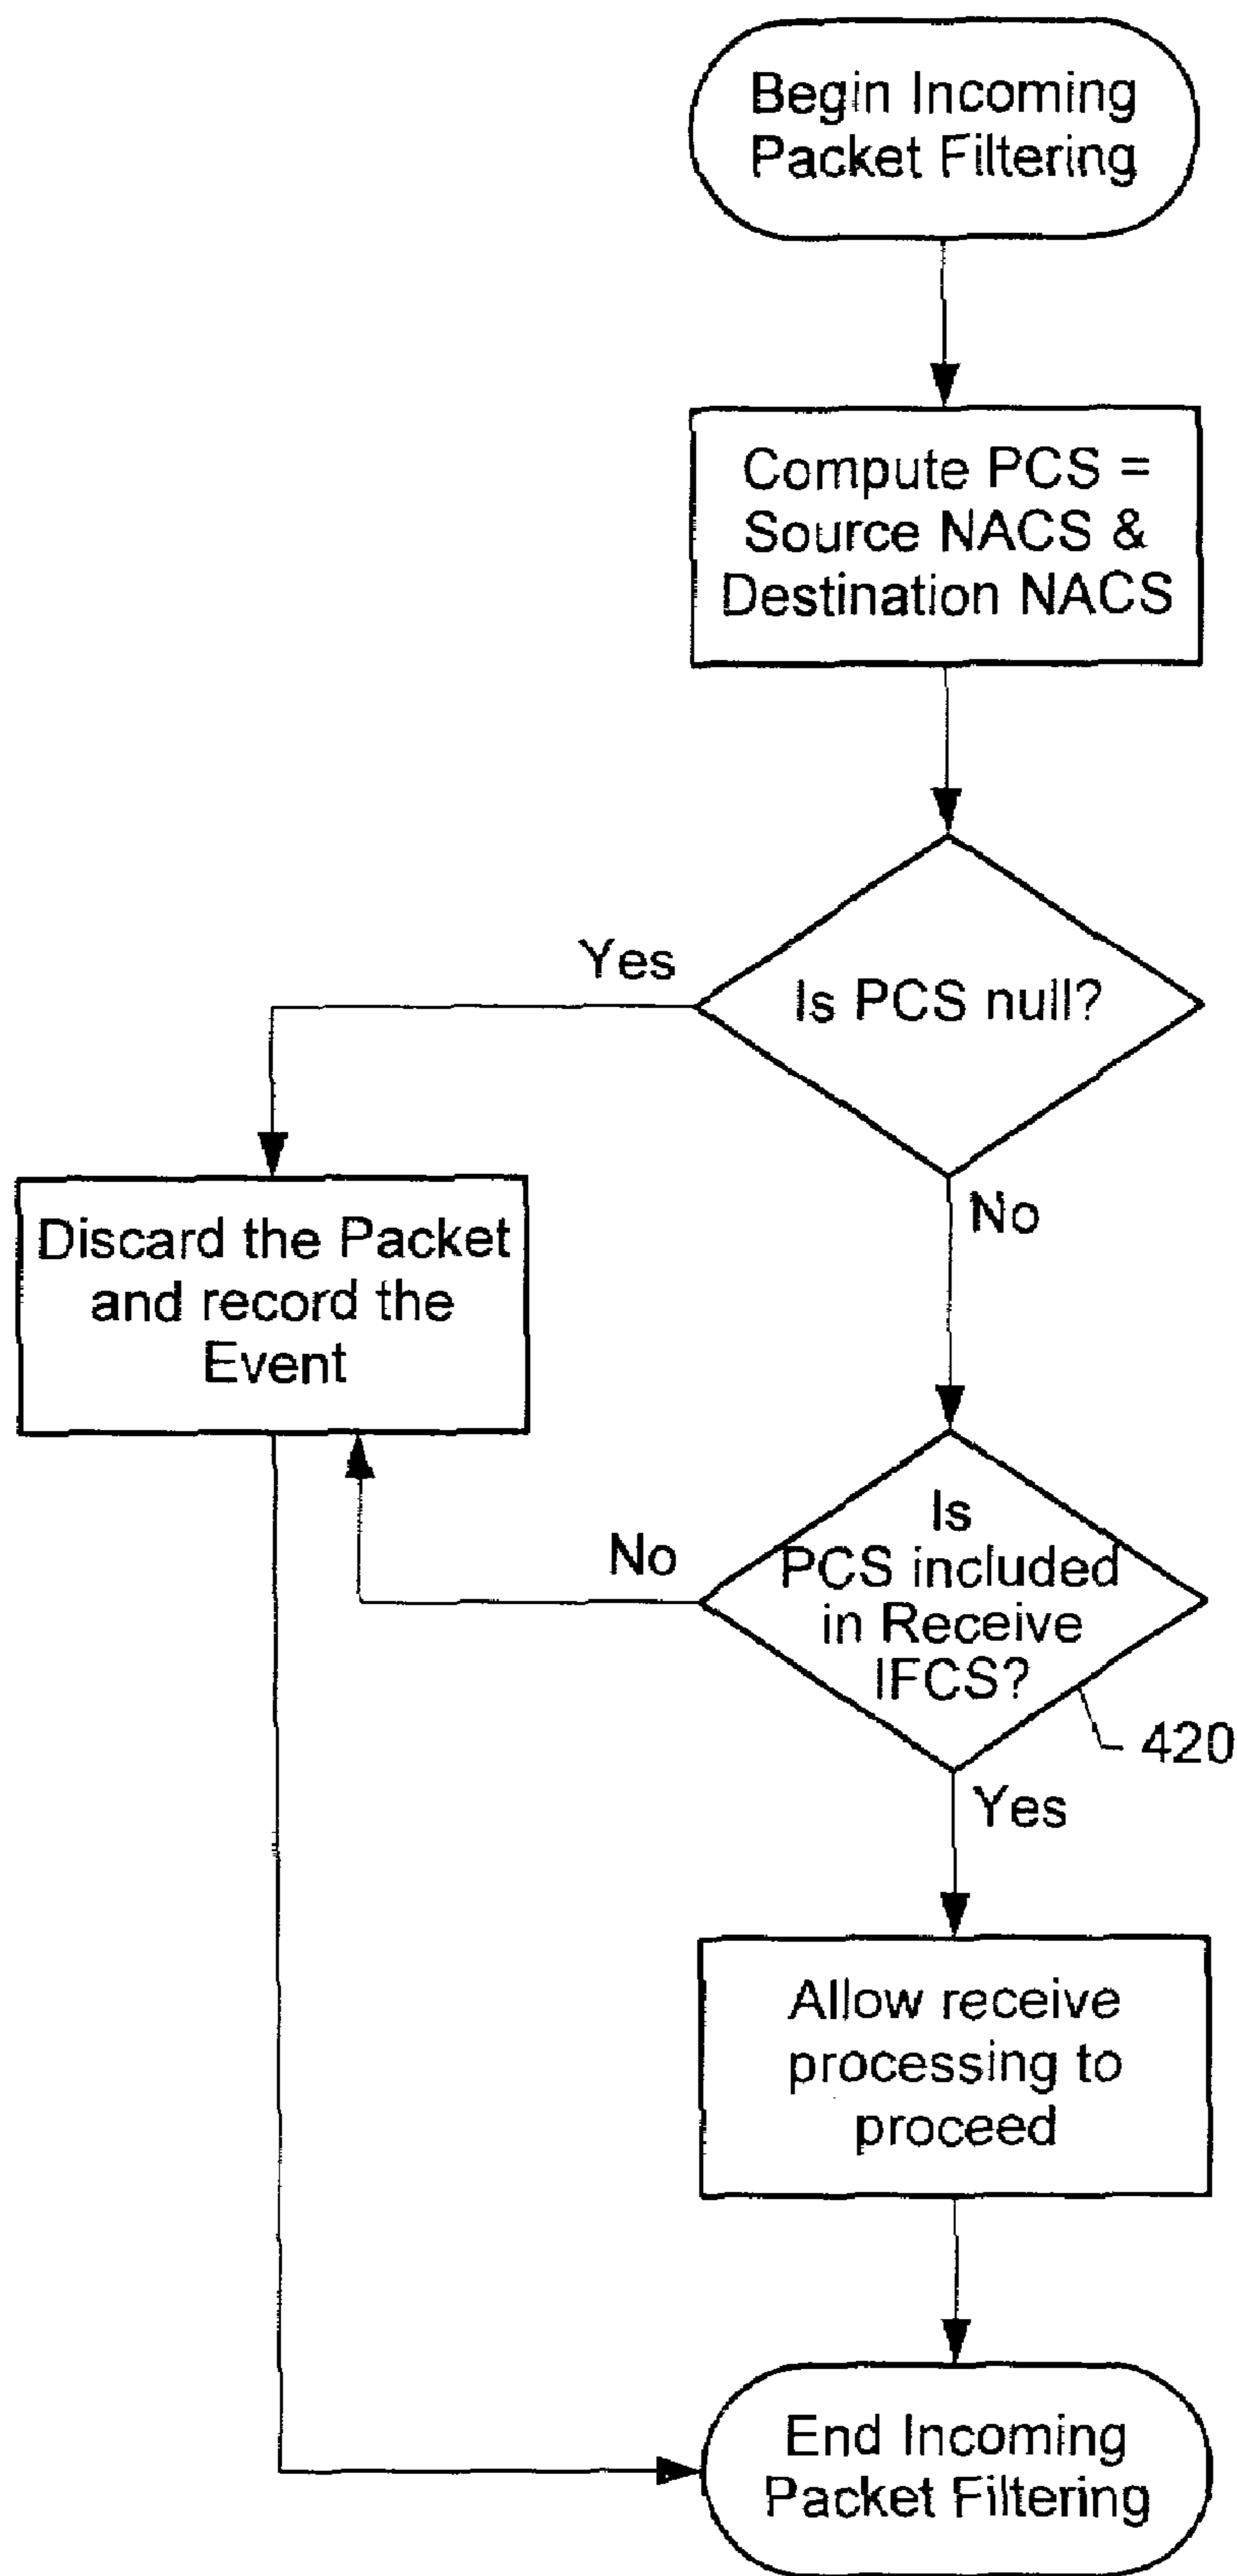 Begin Incoming
Packet Filtering
Compute PCS =
Source NACS &
Destination NACS
Yes
Is PCS null?
No
Discard the Packet
and record the
Event
No
Is
PCS included
in Receive
IFCS?
420
Yes
Allow receive
processing to
proceed
End Incoming
Packet Filtering